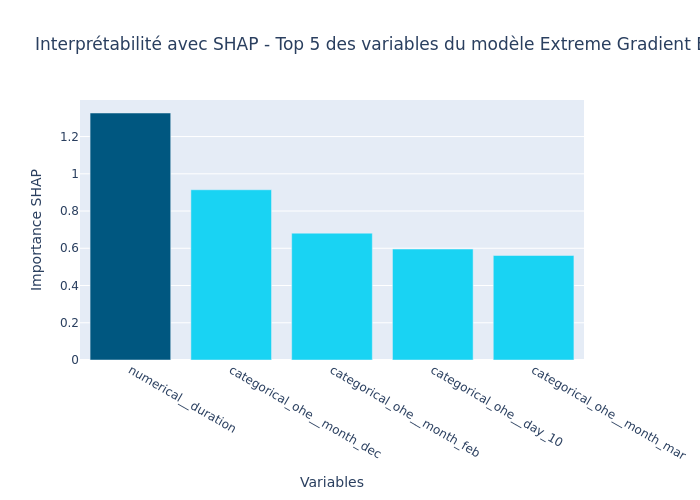 Interprétabilité avec SHAP - Top 5 des variables du modèle Extreme Gradient
Importance SHAP
1.2
1
0.8
0.6
0.4
0.2
0
numerical__duration
categorical_ohe__month_dec
categorical_ohe__month_feb
categorical_ohe__day_10
categorical_ohe__month_mar
Variables